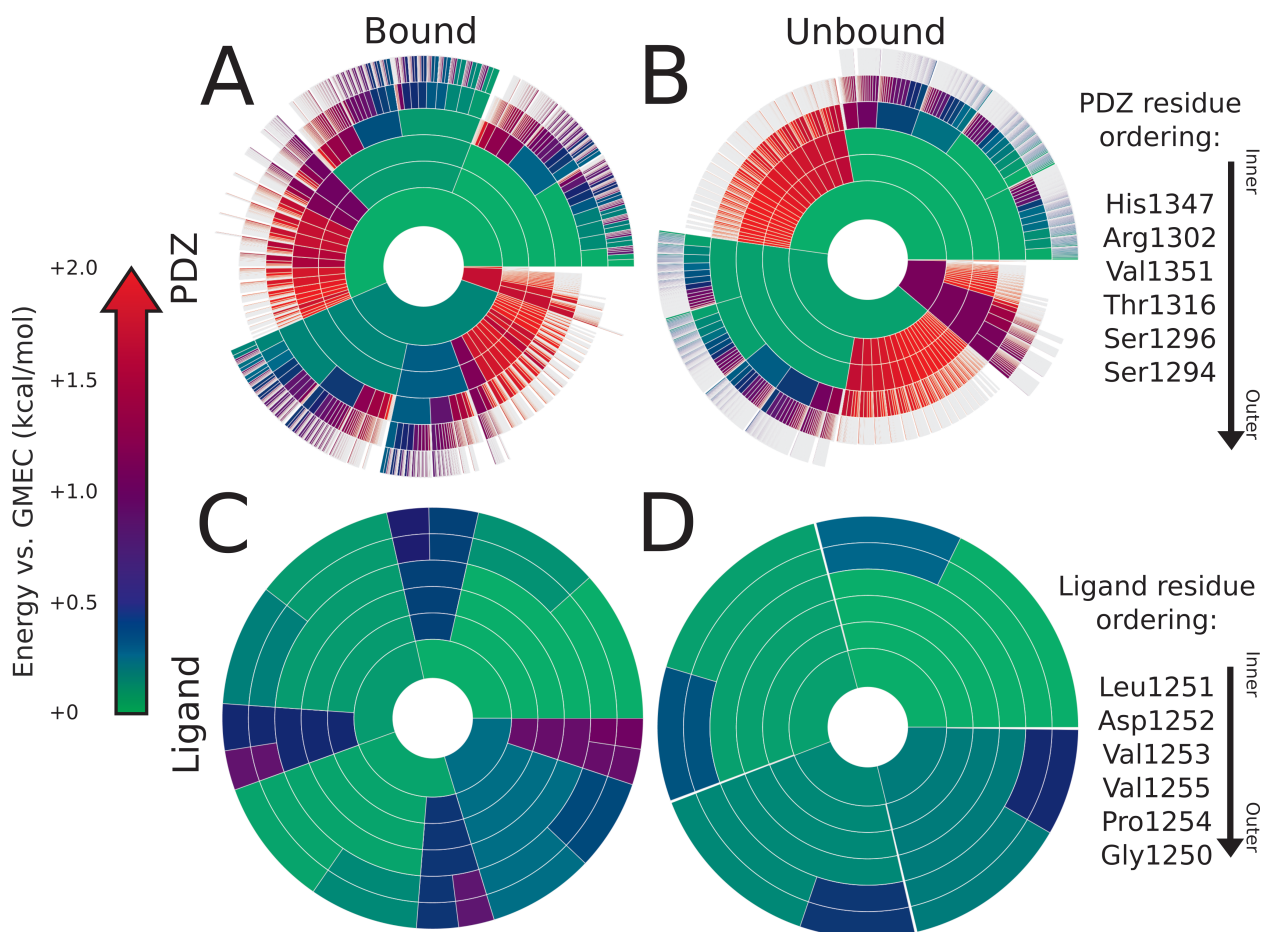 Bound
Unbound
A
B
PDZ
Energy vs. GMEC (kcal/mol)
+2.0
+1.5
+1.0
+0.5
+0
PDZ residue
ordering:
Inner
His1347
Arg1302
Val1351
Thr1316
Ser1296
Ser1294
Outer
C
D
Ligand
Ligand residue
ordering:
Inner
Leu1251
Asp1252
Val1253
Val1255
Pro1254
Gly1250
Outer